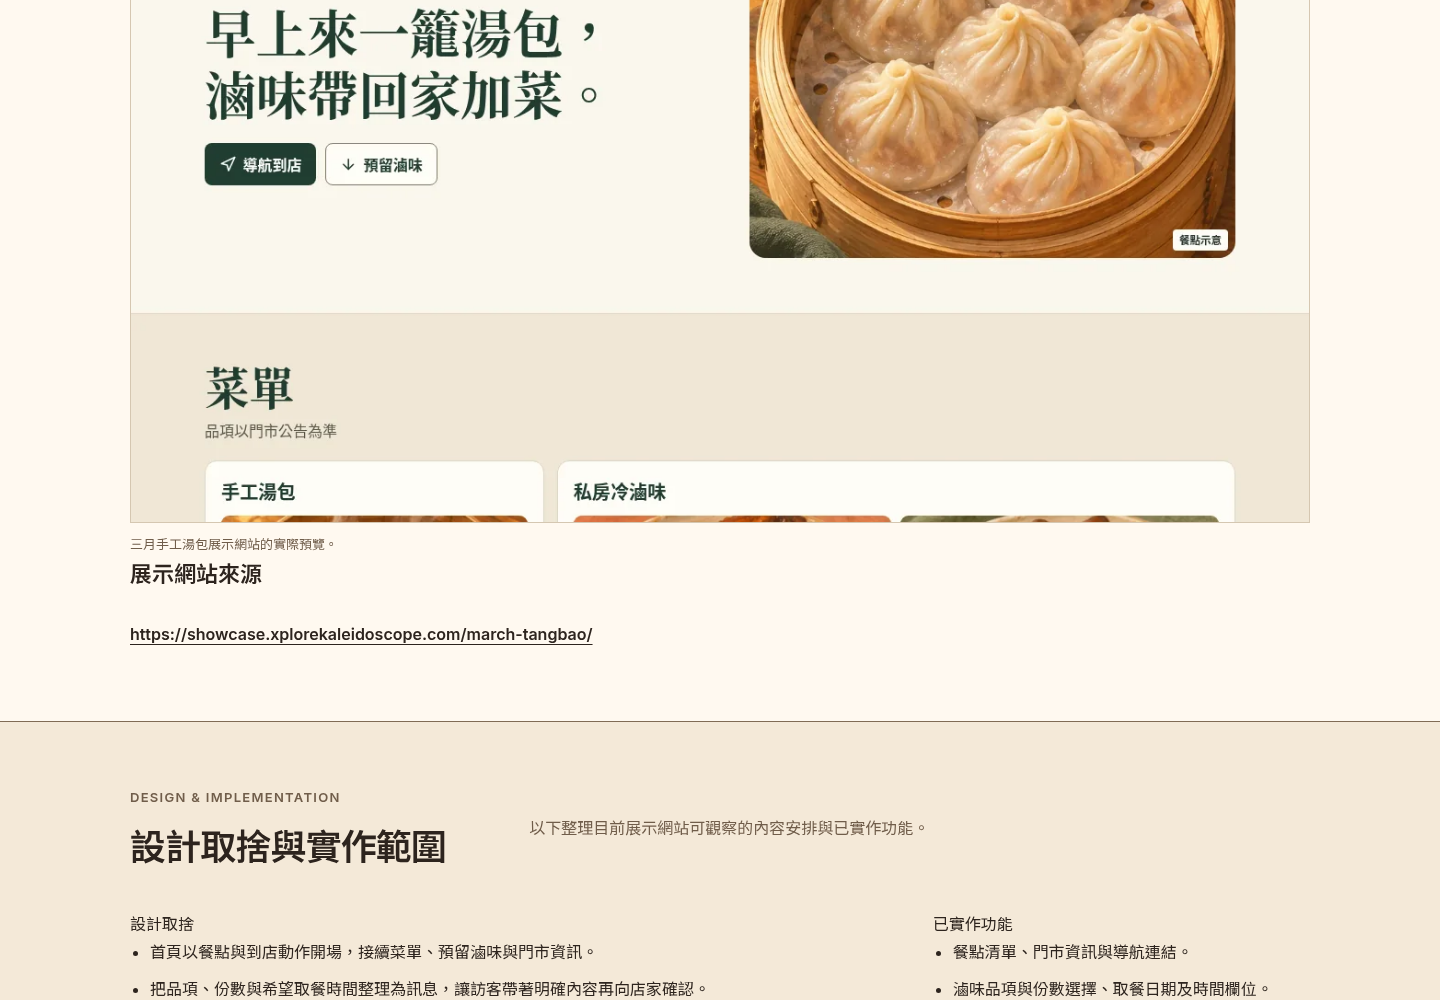 早上來一籠湯包，
滷味帶回家加菜。
導航到店
預留滷味
餐點示意
菜單
品項以門市公告為準
手工湯包
私房冷滷味
三月手工湯包展示網站的實際預覽。
展示網站來源
https://showcase.xplorekaleidoscope.com/march-tangbao/
DESIGN & IMPLEMENTATION
設計取捨與實作範圍
以下整理目前展示網站可觀察的內容安排與已實作功能。
設計取捨
首頁以餐點與到店動作開場，接續菜單、預留滷味與門市資訊。
把品項、份數與希望取餐時間整理為訊息，讓訪客帶著明確內容再向店家確認。
已實作功能
餐點清單、門市資訊與導航連結。
滷味品項與份數選擇、取餐日期及時間欄位。